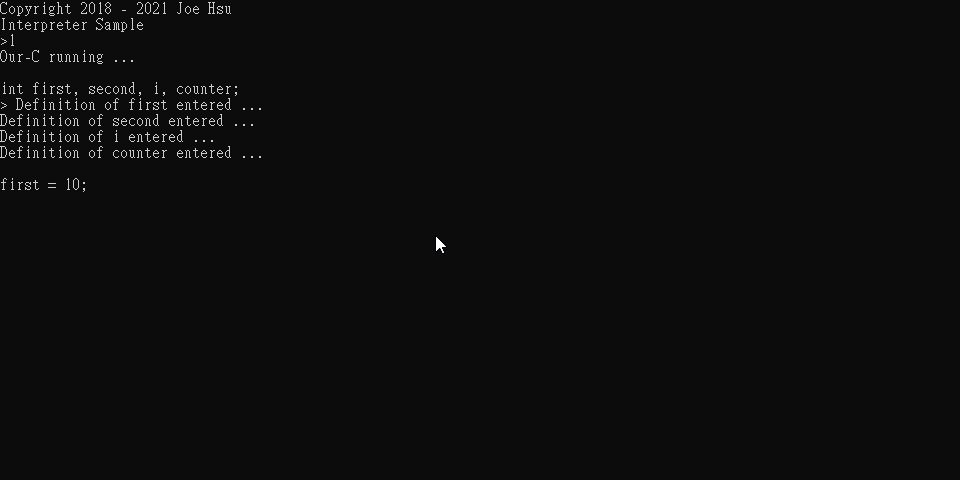 Copyright 2018 - 2021 Joe Hsu
Interpreter Sample
>1
Our-C running ...
int first, second, i, counter;
> Definition of first entered ...
Definition of second entered ...
Definition of i entered ...
Definition of counter entered ...
first = 10;